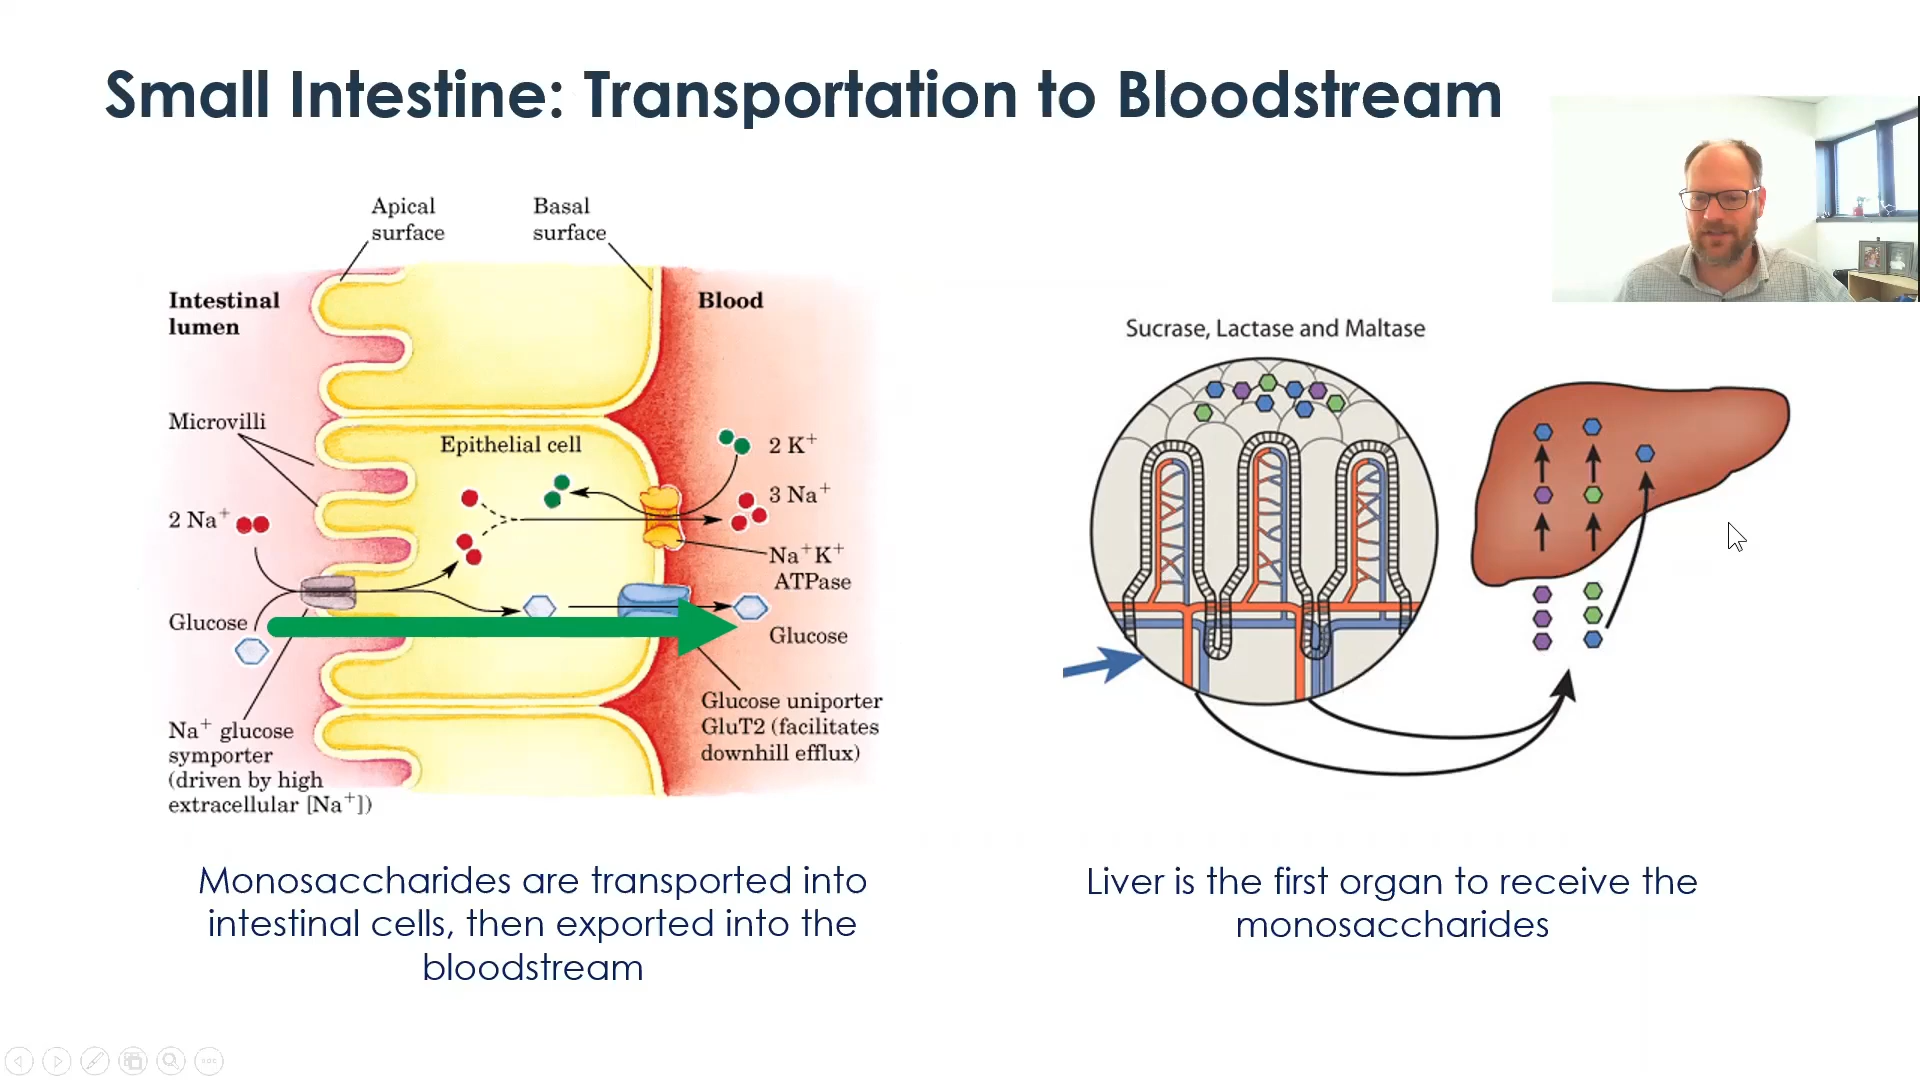 Small Intestine: Transportation to Bloodstream
Apical
surface
Basal
surface
Intestinal
lumen
Blood
Microvilli
Epithelial cell
2 K+
3 Na+
2 Na+
Na+K+
ATPase
Glucose
Glucose
Na+ glucose
symporter
(driven by high
extracellular [Na+])
Glucose uniporter
GluT2 (facilitates
downhill efflux)
Sucrase, Lactase and Maltase
Monosaccharides are transported into
intestinal cells, then exported into the
bloodstream
Liver is the first organ to receive the
monosaccharides